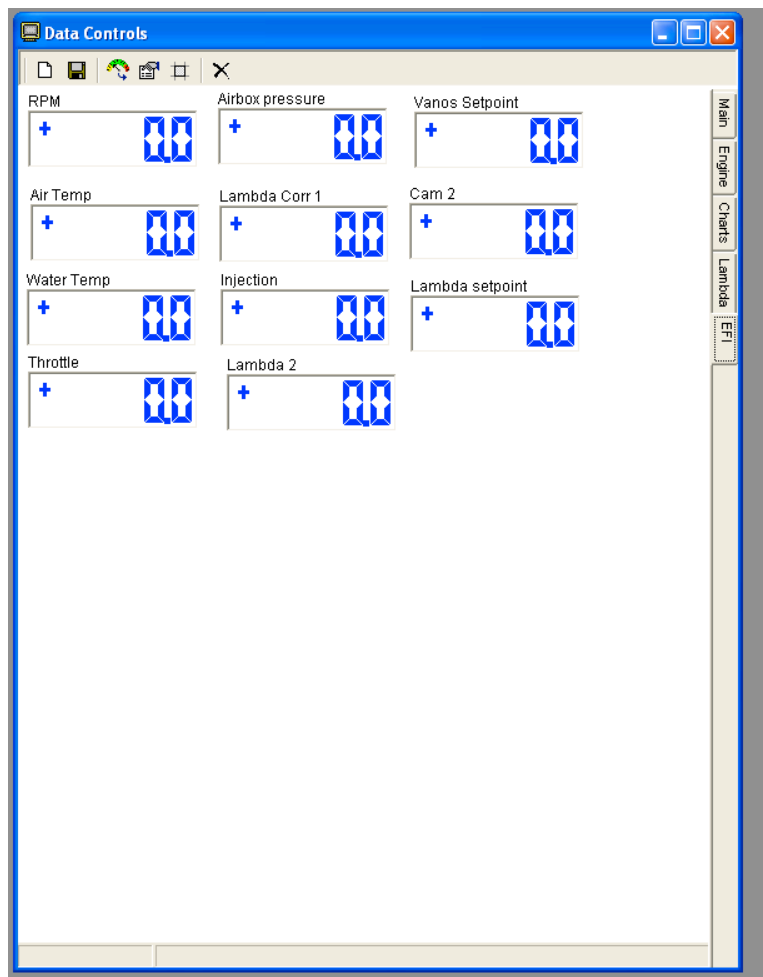 Data Controls
RPM
+ 0.0
Airbox pressure
+ 0.0
Vanos Setpoint
+ 0.0
Air Temp
+ 0.0
Lambda Corr 1
+ 0.0
Cam 2
+ 0.0
Water Temp
+ 0.0
Injection
+ 0.0
Lambda setpoint
+ 0.0
Throttle
+ 0.0
Lambda 2
+ 0.0
Main
Engine
Charts
Lambda
EFI